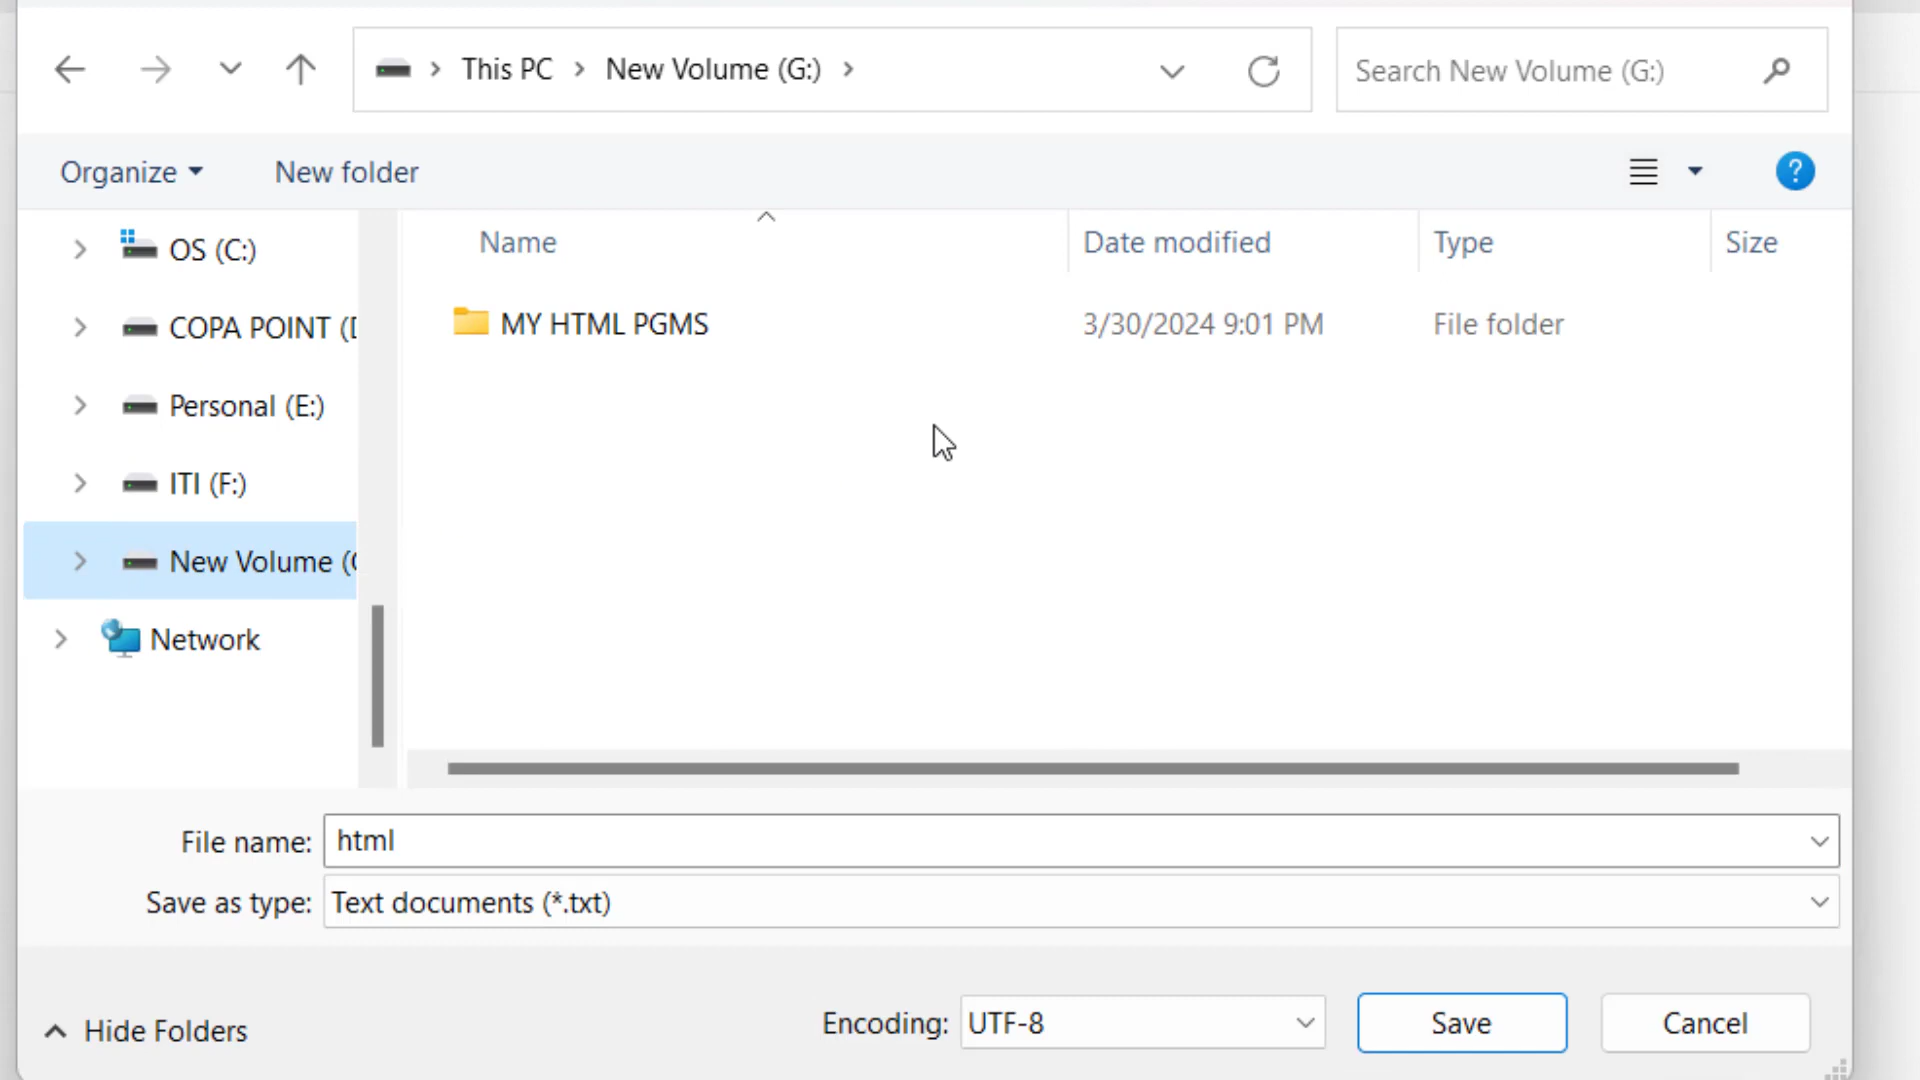 This PC > New Volume (G:) >
Search New Volume (G:)
Organize
New folder
?
Name
Date modified
Type
Size
OS (C:)
COPA POINT (D
Personal (E:)
ITI (F:)
New Volume (G
Network
MY HTML PGMS
3/30/2024 9:01 PM
File folder
File name: html
Save as type: Text documents (*.txt)
Hide Folders
Encoding: UTF-8
Save
Cancel